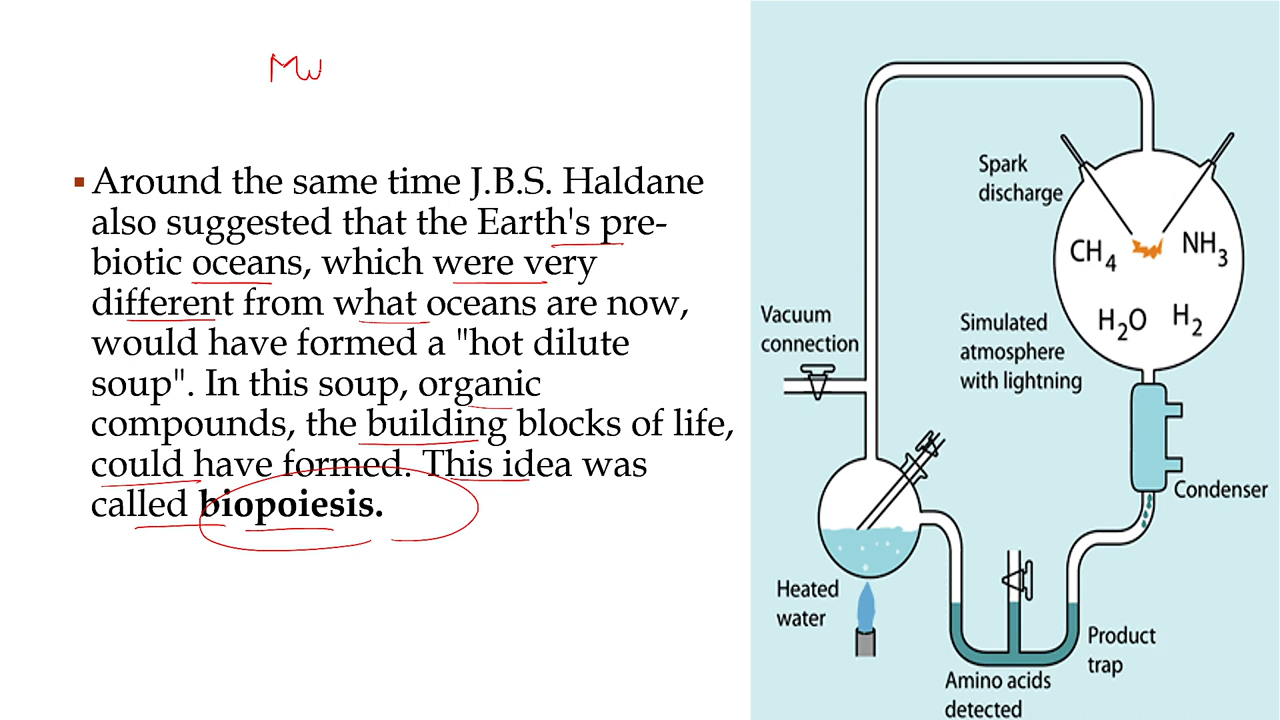 Mw
▪ Around the same time J.B.S. Haldane
also suggested that the Earth's pre-
biotic oceans, which were very
different from what oceans are now,
would have formed a "hot dilute
soup". In this soup, organic
compounds, the building blocks of life,
could have formed. This idea was
called biopoiesis.
Spark
discharge
CH4
NH3
H2O
H2
Vacuum
connection
Simulated
atmosphere
with lightning
Condenser
Heated
water
Product
trap
Amino acids
detected